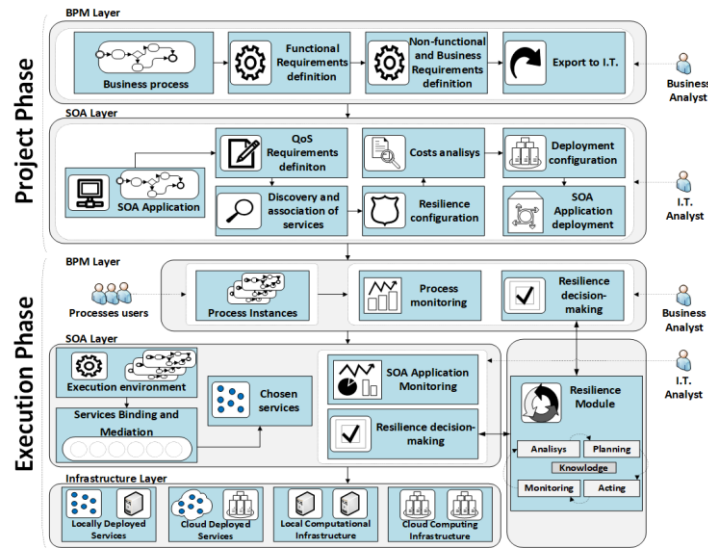 Project Phase
BPM Layer
Business process
Functional
Requirements
definition
Non-functional
and Business
Requirements
definition
Export to I.T.
Business
Analyst
SOA Layer
SOA Application
QoS
Requirements
definiton
Discovery and
association of
services
Costs analisys
Resilience
configuration
Deployment
configuration
SOA
Application
deployment
I.T.
Analyst
Execution Phase
BPM Layer
Processes users
Process Instances
Process
monitoring
Resilience
decision-
making
Business
Analyst
SOA Layer
Execution environment
Services Binding and
Mediation
Chosen
services
SOA Application
Monitoring
Resilience decision-
making
Resilience
Module
Analisys
Planning
Knowledge
Monitoring
Acting
I.T.
Analyst
Infrastructure Layer
Locally Deployed
Services
Cloud Deployed
Services
Local Computational
Infrastructure
Cloud Computing
Infrastructure